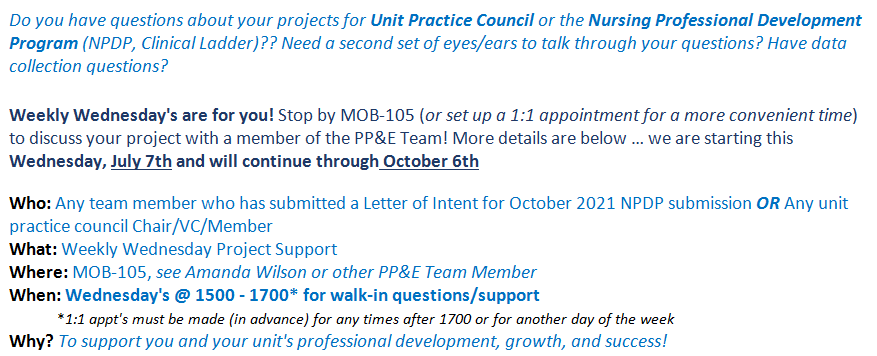 Do you have questions about your projects for Unit Practice Council or the Nursing Professional Development
Program (NPDP, Clinical Ladder)?? Need a second set of eyes/ears to talk through your questions? Have data
collection questions?
Weekly Wednesday's are for you! Stop by MOB-105 (or set up a 1:1 appointment for a more convenient time)
to discuss your project with a member of the PP&E Team! More details are below ... we are starting this
Wednesday, July 7th and will continue through October 6th
Who: Any team member who has submitted a Letter of Intent for October 2021 NPDP submission OR Any unit
practice council Chair/VC/Member
What: Weekly Wednesday Project Support
Where: MOB-105, see Amanda Wilson or other PP&E Team Member
When: Wednesday's @ 1500 - 1700* for walk-in questions/support
*1:1 appt's must be made (in advance) for any times after 1700 or for another day of the week
Why? To support you and your unit's professional development, growth, and success!